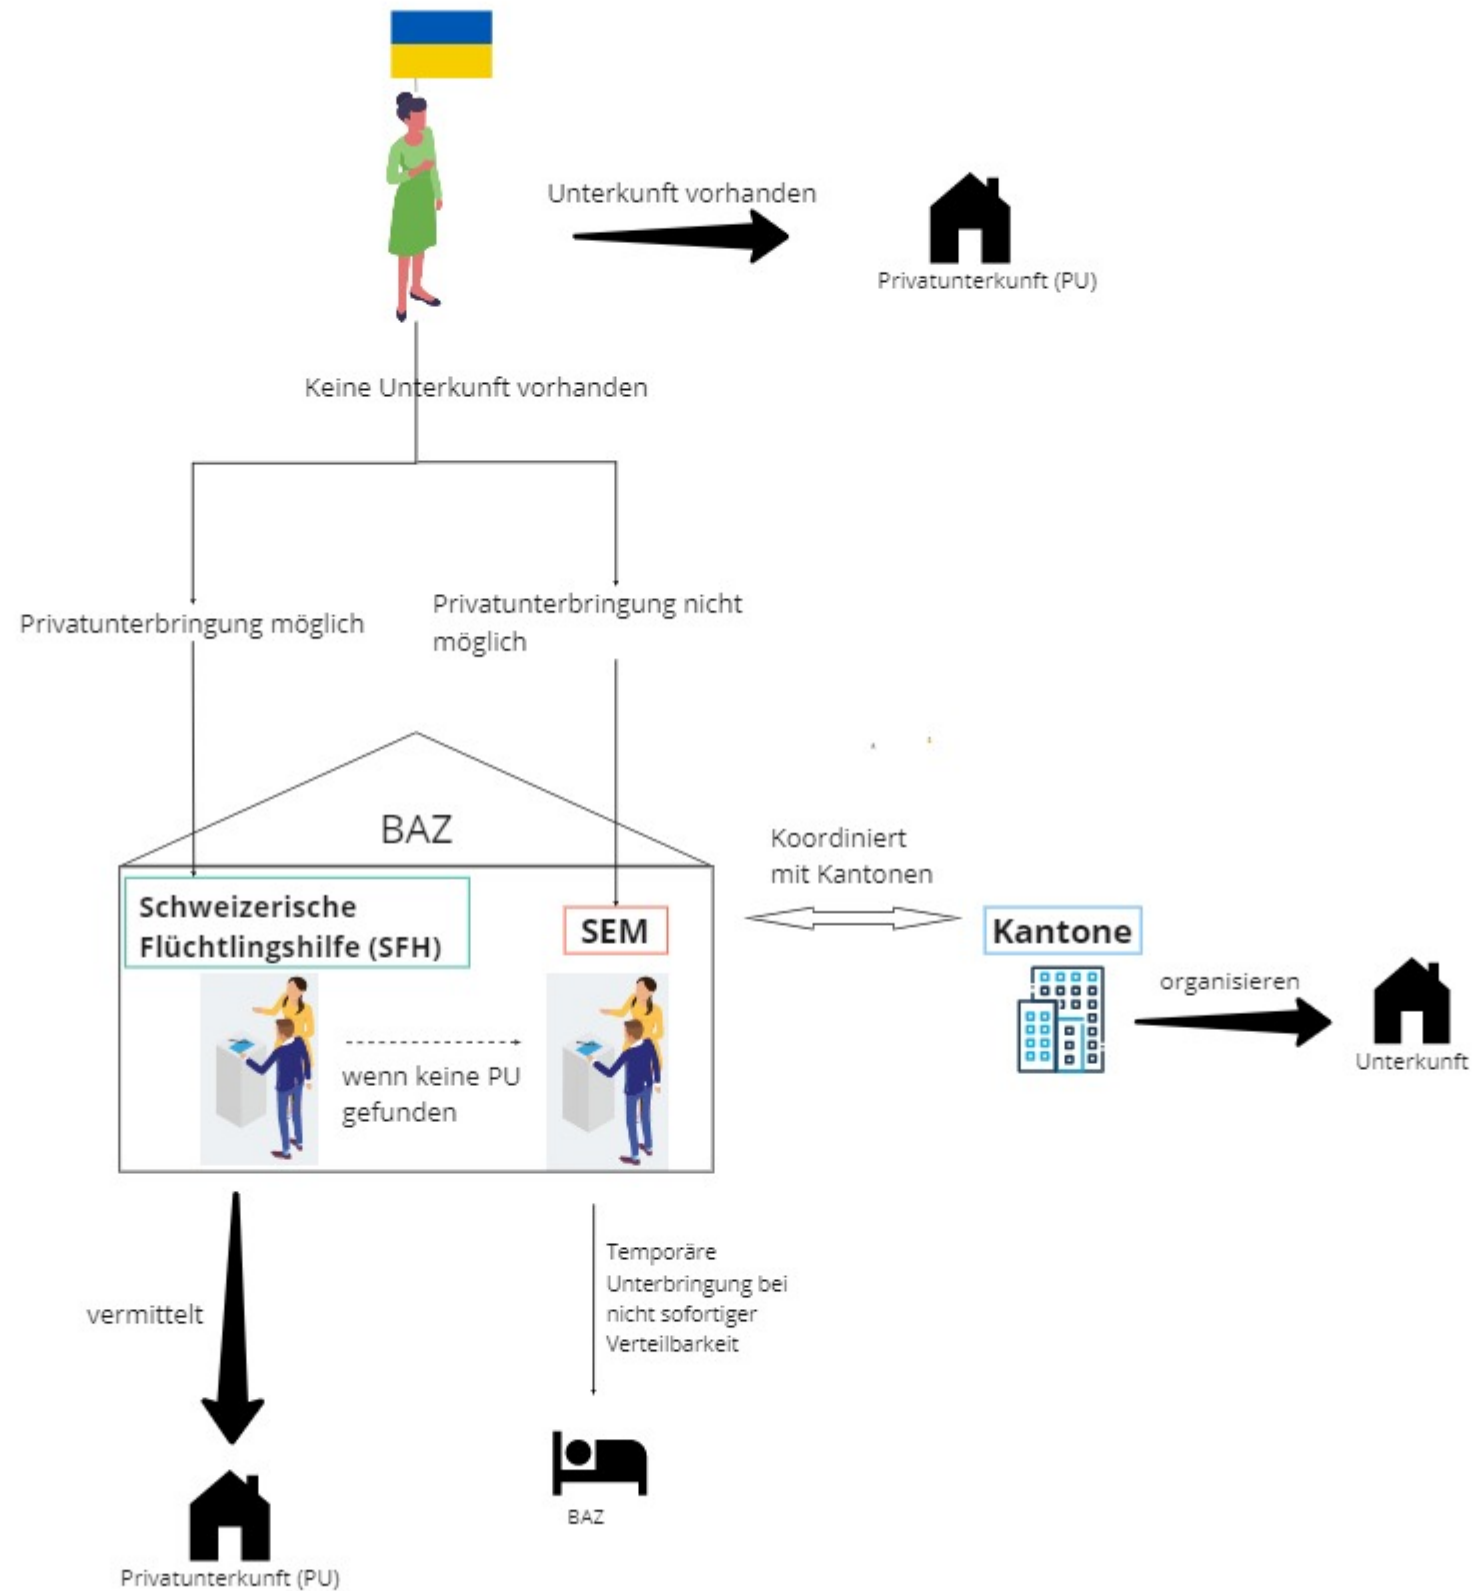 Unterkunft vorhanden
Privatunterkunft (PU)
Keine Unterkunft vorhanden
Privatunterbringung möglich
Privatunterbringung nicht
möglich
BAZ
Schweizerische
Flüchtlingshilfe (SFH)
SEM
wenn keine PU
gefunden
Koordiniert
mit Kantonen
Kantone
organisieren
Unterkunft
vermittelt
Privatunterkunft (PU)
Temporäre
Unterbringung bei
nicht sofortiger
Verteilbarkeit
BAZ